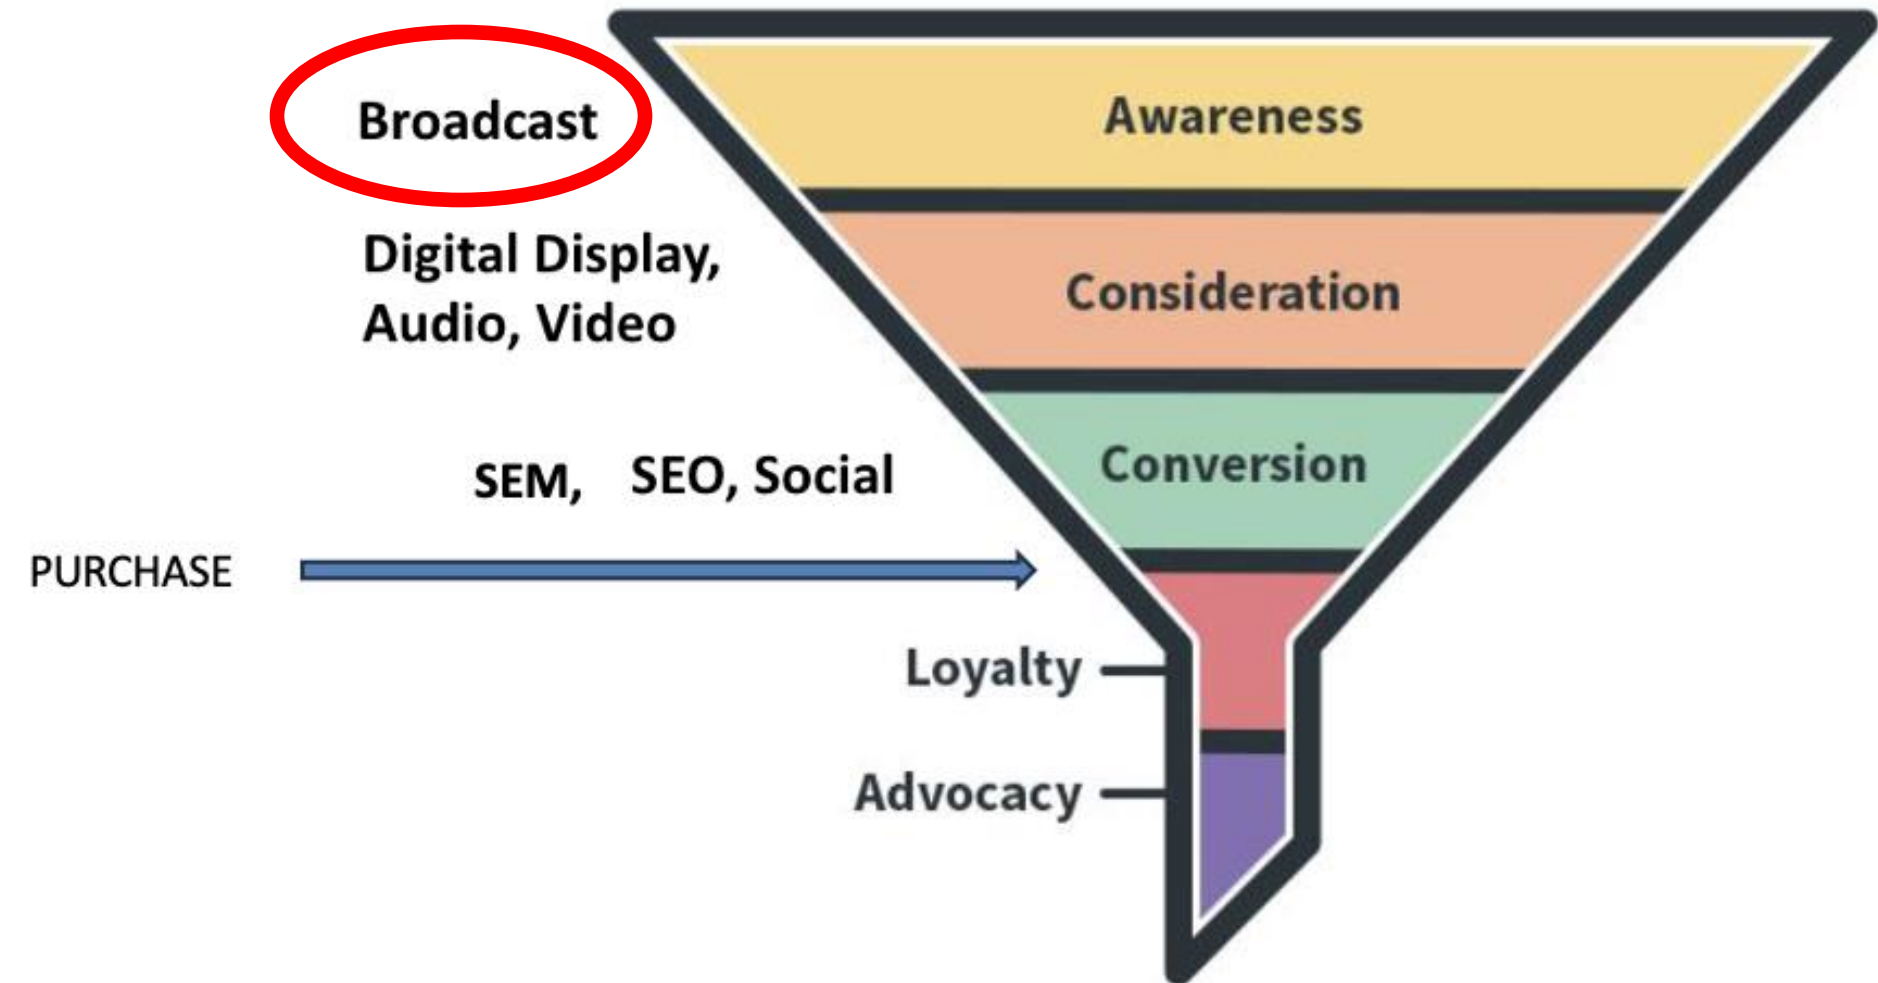 Broadcast
Awareness
Digital Display,
Audio, Video
Consideration
SEM, SEO, Social
Conversion
PURCHASE
Loyalty
Advocacy